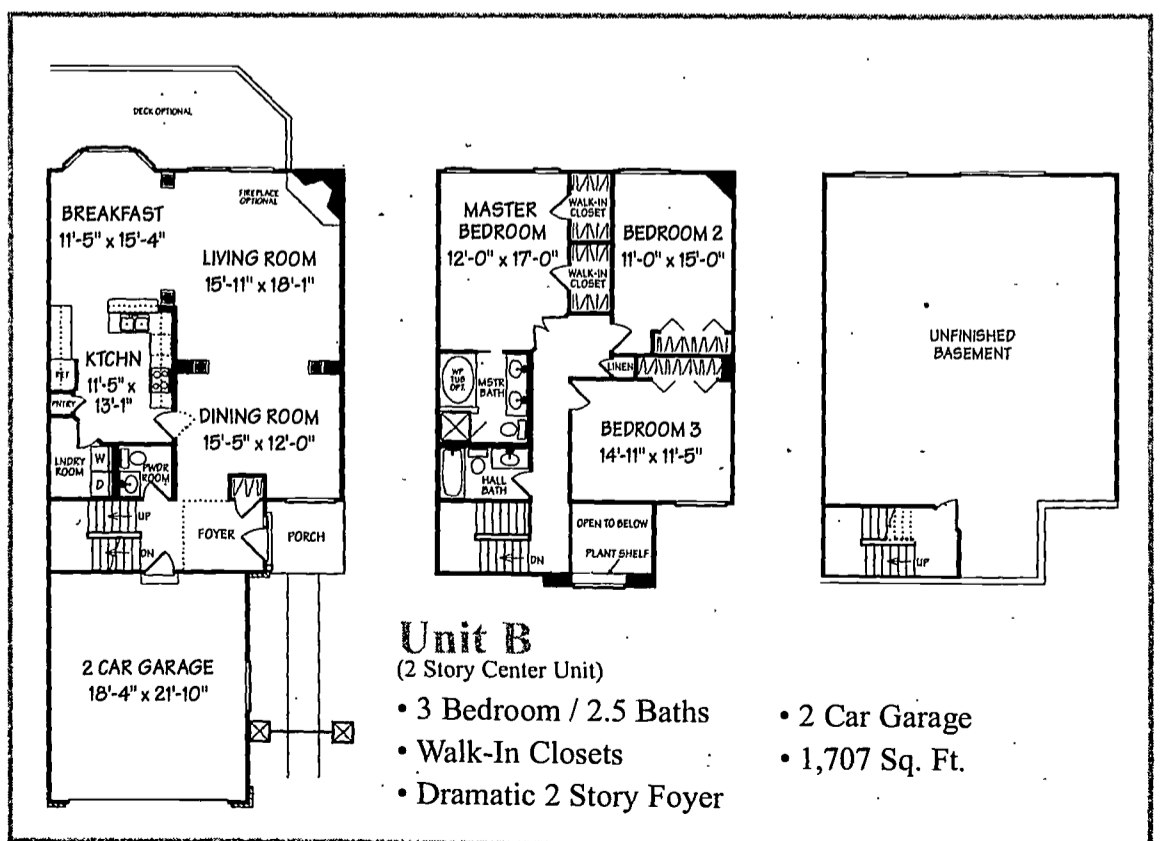 DECK OPTIONAL
BREAKFAST
11'-5" x 15'-4"
FIREPLACE
OPTIONAL
LIVING ROOM
15'-11" x 18'-1"
KTCHN
11'-5" x
13'-1"
REF
PNTRY
DINING ROOM
15'-5" x 12'-0"
LNDRY
ROOM
W
D
PWDR
ROOM
UP
DN
FOYER
PORCH
2 CAR GARAGE
18'-4" x 21'-10"
MASTER
BEDROOM
12'-0" x 17'-0"
WALK-IN
CLOSET
WALK-IN
CLOSET
BEDROOM 2
11'-0" x 15'-0"
LINEN
WP
TUB
OPT.
MSTR
BATH
BEDROOM 3
14'-11" x 11'-5"
HALL
BATH
OPEN TO BELOW
PLANT SHELF
DN
UNFINISHED
BASEMENT
UP
Unit B
(2 Story Center Unit)
• 3 Bedroom / 2.5 Baths
• Walk-In Closets
• Dramatic 2 Story Foyer
• 2 Car Garage
• 1,707 Sq. Ft.